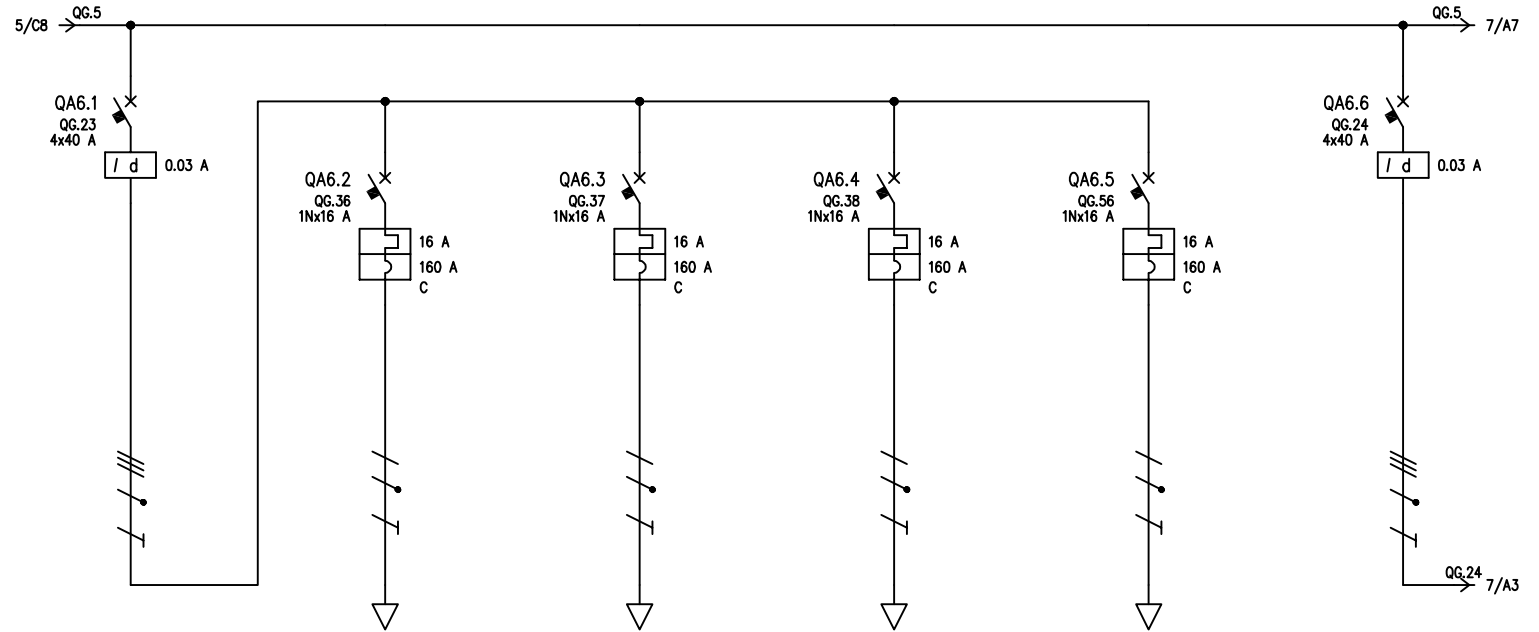 5/C8
QG.5
QG.5
7/A7
QA6.1
QG.23
4x40 A
I d
0.03 A
QA6.2
QG.36
1Nx16 A
16 A
160 A
C
QA6.3
QG.37
1Nx16 A
16 A
160 A
C
QA6.4
QG.38
1Nx16 A
16 A
160 A
C
QA6.5
QG.56
1Nx16 A
16 A
160 A
C
QA6.6
QG.24
4x40 A
I d
0.03 A
QG.24
7/A3